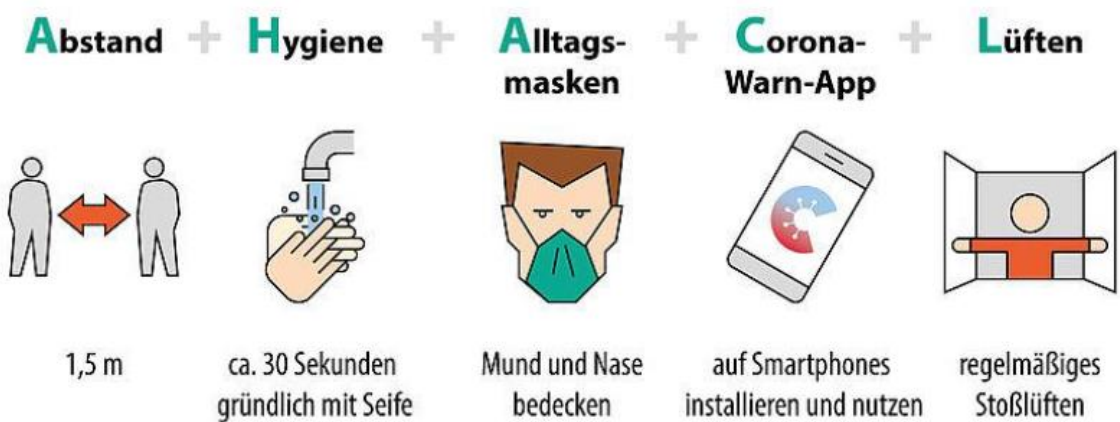 Abstand + Hygiene + Alltags- + Corona- + Lüften
masken Warn-App
1,5 m
ca. 30 Sekunden
gründlich mit Seife
Mund und Nase
bedecken
auf Smartphones
installieren und nutzen
regelmäßiges
Stoßlüften